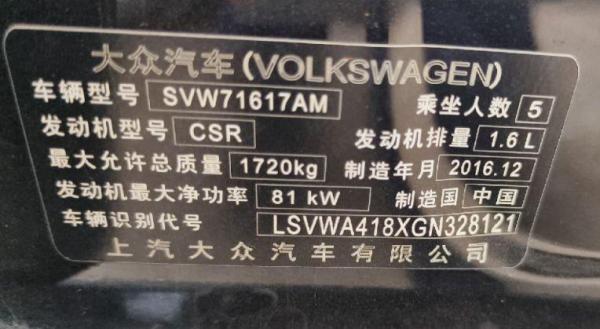 大众汽车(VOLKSWAGEN)
车辆型号 SVW71617AM 乘坐人数 5
发动机型号 CSR 发动机排量 1.6 L
最大允许总质量 1720kg 制造年月 2016.12
发动机最大净功率 81 kW 制造国 中国
车辆识别代号 LSVWA418XGN328121
上汽大众汽车有限公司